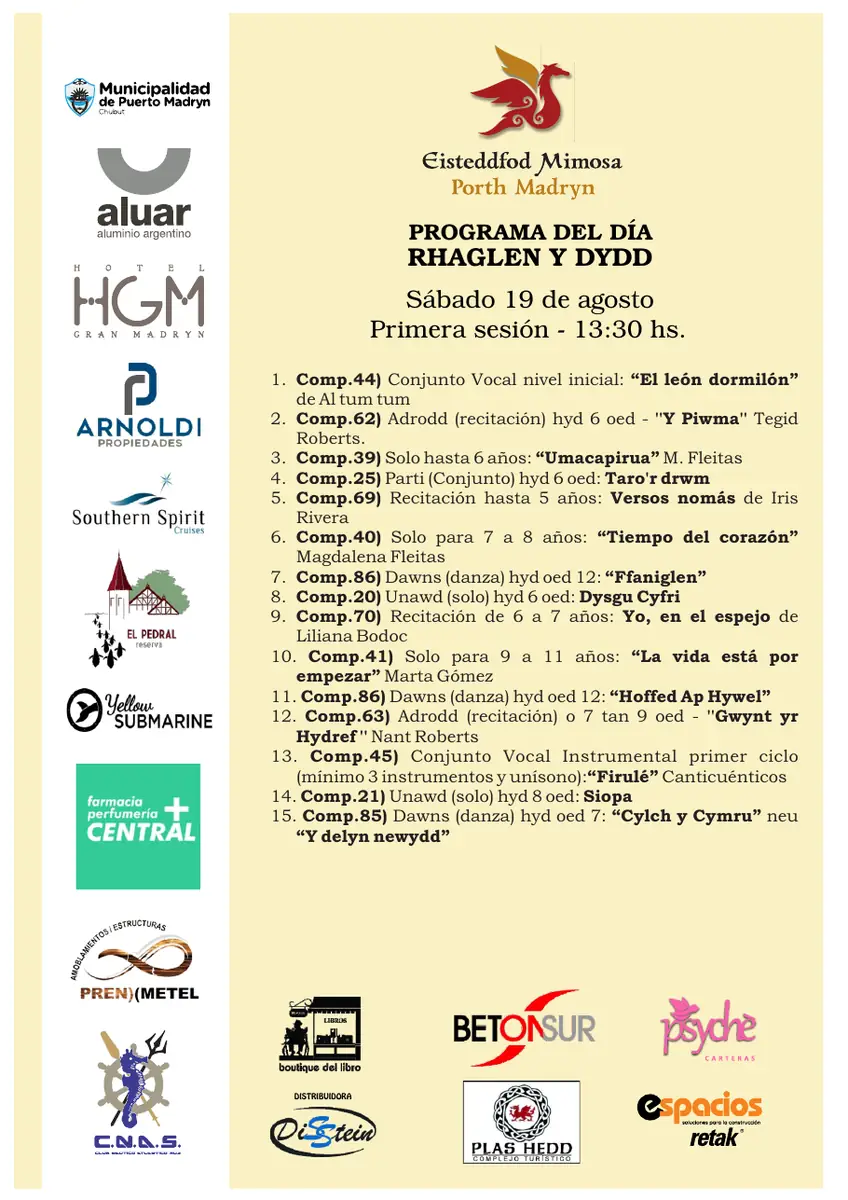 Municipalidad
de Puerto Madryn
Chubut
aluar
aluminio argentino
HOTEL
HGM
GRAN MADRYN
ARNOLDI
PROPIEDADES
Southern Spirit
Cruises
EL PEDRAL
reserva
Yellow
SUBMARINE
farmacia
perfumería
CENTRAL
AMOBLAMIENTOS / ESTRUCTURAS
PREN)(METEL
C.N.A.S.
CLUB NÁUTICO ATLÁNTICO SUD
Eisteddfod Mimosa
Porth Madryn
PROGRAMA DEL DÍA
RHAGLEN Y DYDD
Sábado 19 de agosto
Primera sesión - 13:30 hs.
1. Comp.44) Conjunto Vocal nivel inicial: “El león dormilón”
de Al tum tum
2. Comp.62) Adrodd (recitación) hyd 6 oed - "Y Piwma" Tegid
Roberts.
3. Comp.39) Solo hasta 6 años: “Umacapirua” M. Fleitas
4. Comp.25) Parti (Conjunto) hyd 6 oed: Taro'r drwm
5. Comp.69) Recitación hasta 5 años: Versos nomás de Iris
Rivera
6. Comp.40) Solo para 7 a 8 años: “Tiempo del corazón”
Magdalena Fleitas
7. Comp.86) Dawns (danza) hyd oed 12: “Ffaniglen”
8. Comp.20) Unawd (solo) hyd 6 oed: Dysgu Cyfri
9. Comp.70) Recitación de 6 a 7 años: Yo, en el espejo de
Liliana Bodoc
10. Comp.41) Solo para 9 a 11 años: “La vida está por
empezar” Marta Gómez
11. Comp.86) Dawns (danza) hyd oed 12: “Hoffed Ap Hywel”
12. Comp.63) Adrodd (recitación) o 7 tan 9 oed - "Gwynt yr
Hydref " Nant Roberts
13. Comp.45) Conjunto Vocal Instrumental primer ciclo
(mínimo 3 instrumentos y unísono):“Firulé” Canticuénticos
14. Comp.21) Unawd (solo) hyd 8 oed: Siopa
15. Comp.85) Dawns (danza) hyd oed 7: “Cylch y Cymru” neu
“Y delyn newydd”
LIBROS
boutique del libro
BETONSUR
psychè
CARTERAS
DISTRIBUIDORA
DiSStein
PLAS HEDD
COMPLEJO TURÍSTICO
espacios
soluciones para la construcción
retak